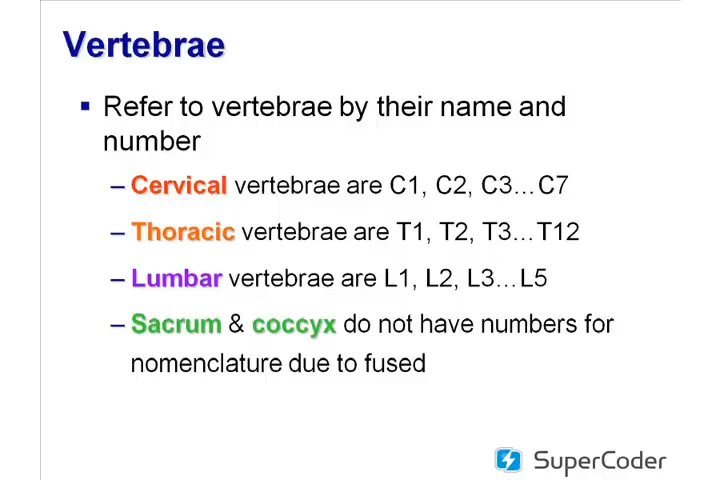 Vertebrae
▪ Refer to vertebrae by their name and
number
– Cervical vertebrae are C1, C2, C3…C7
– Thoracic vertebrae are T1, T2, T3…T12
– Lumbar vertebrae are L1, L2, L3…L5
– Sacrum & coccyx do not have numbers for
nomenclature due to fused
SuperCoder